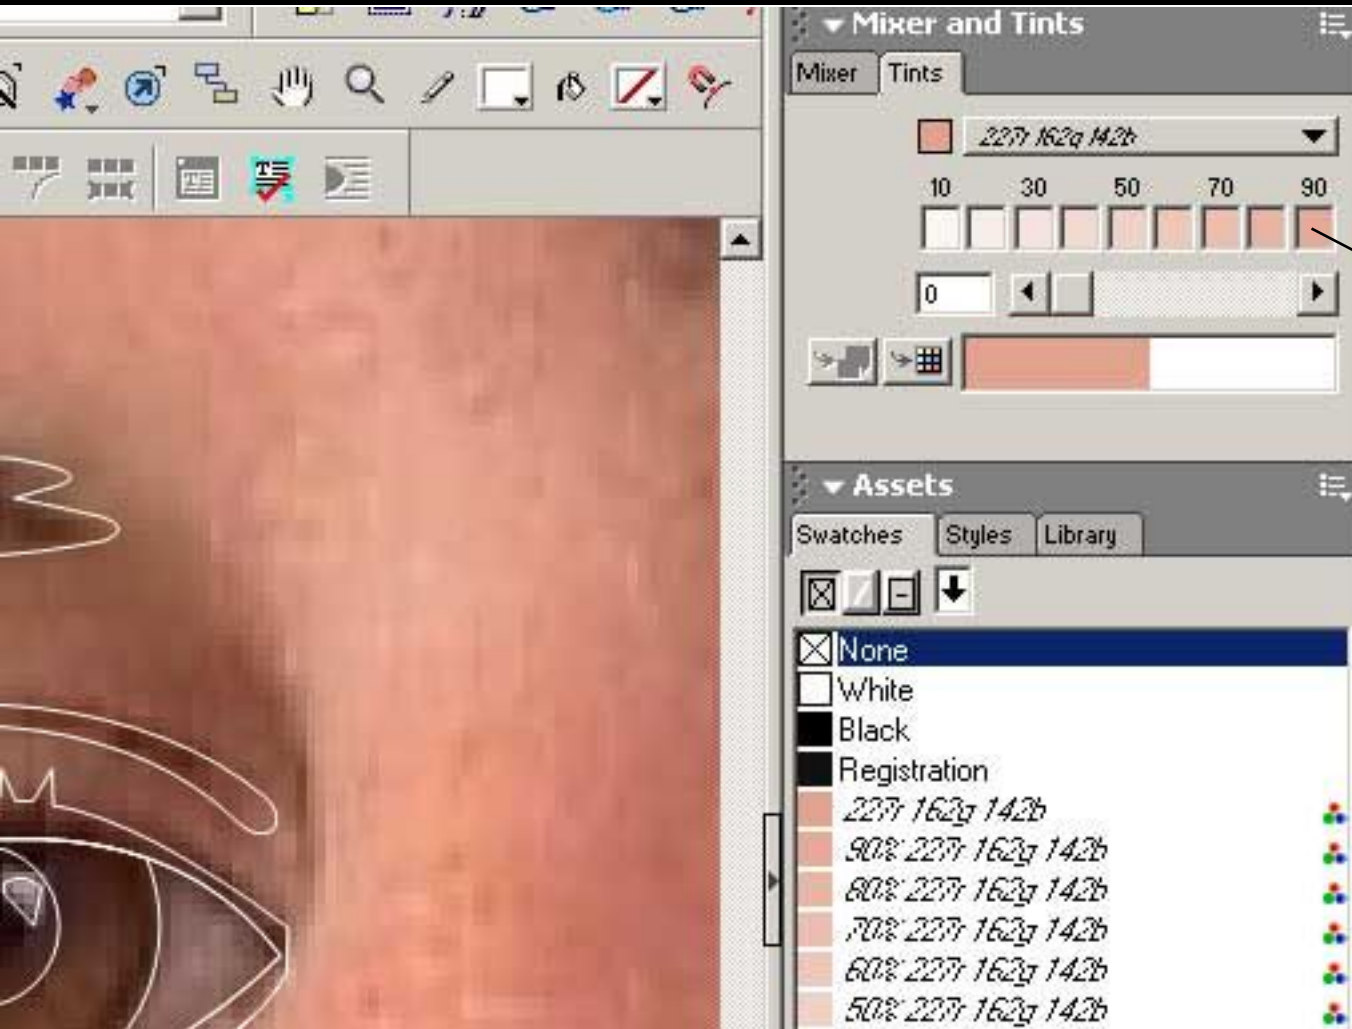 Mixer and Tints
Mixer Tints
227r 162g 142b
10 30 50 70 90
0
Assets
Swatches Styles Library
None
White
Black
Registration
227r 162g 142b
90% 227r 162g 142b
80% 227r 162g 142b
70% 227r 162g 142b
60% 227r 162g 142b
50% 227r 162g 142b